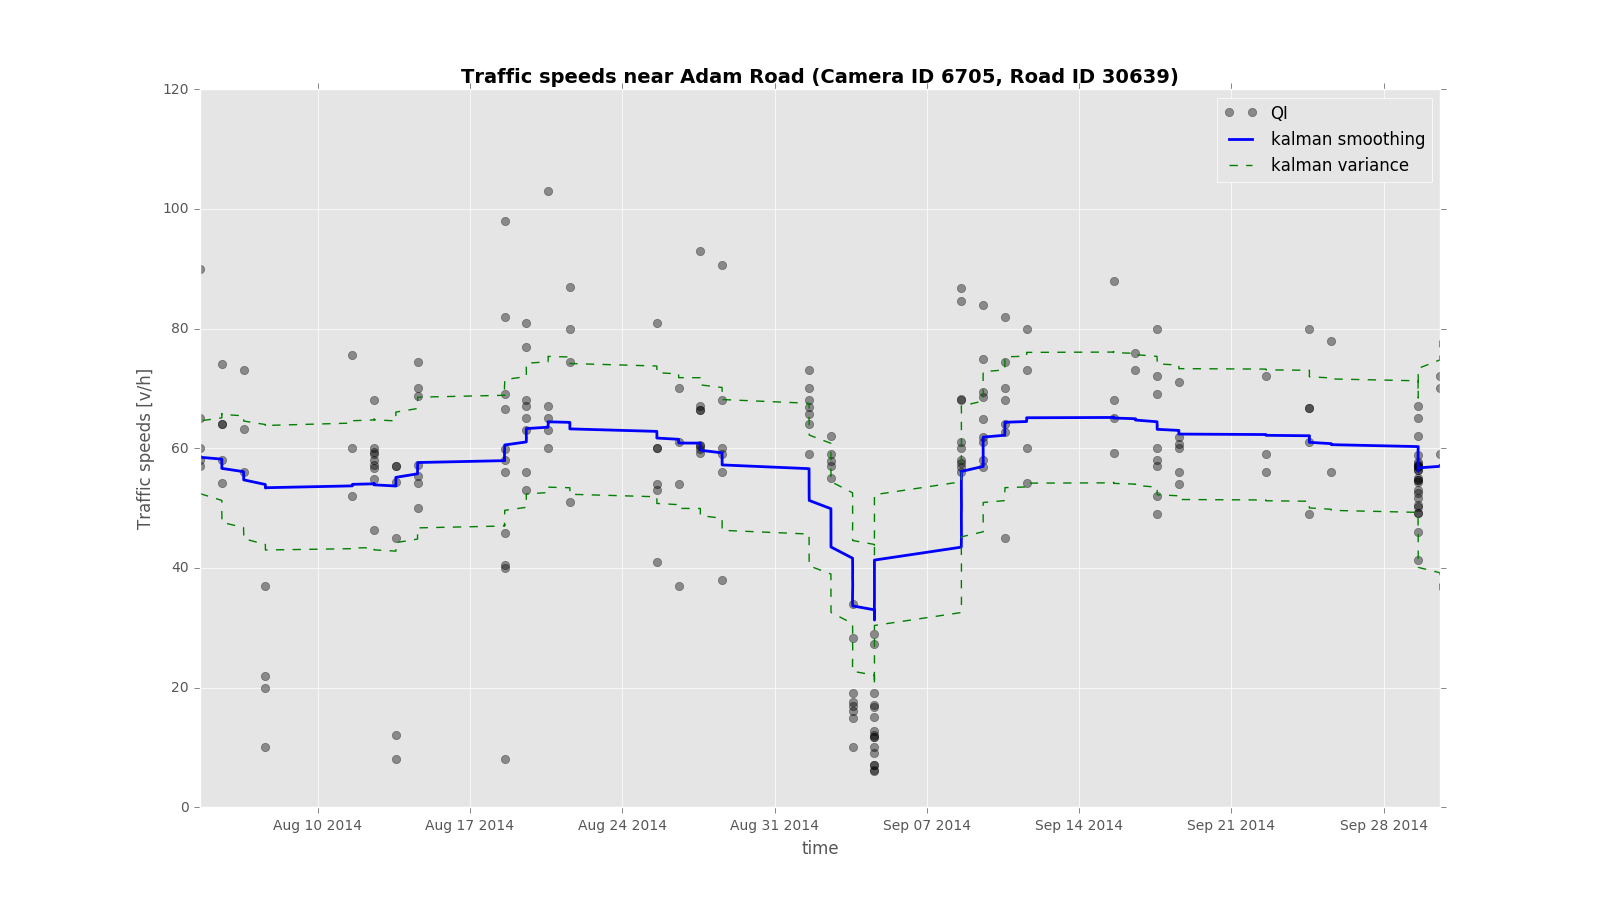 Traffic speeds near Adam Road (Camera ID 6705, Road ID 30639)
120
100
80
60
40
20
0
Traffic speeds [v/h]
QI
kalman smoothing
kalman variance
Aug 10 2014
Aug 17 2014
Aug 24 2014
Aug 31 2014
Sep 07 2014
Sep 14 2014
Sep 21 2014
Sep 28 2014
time